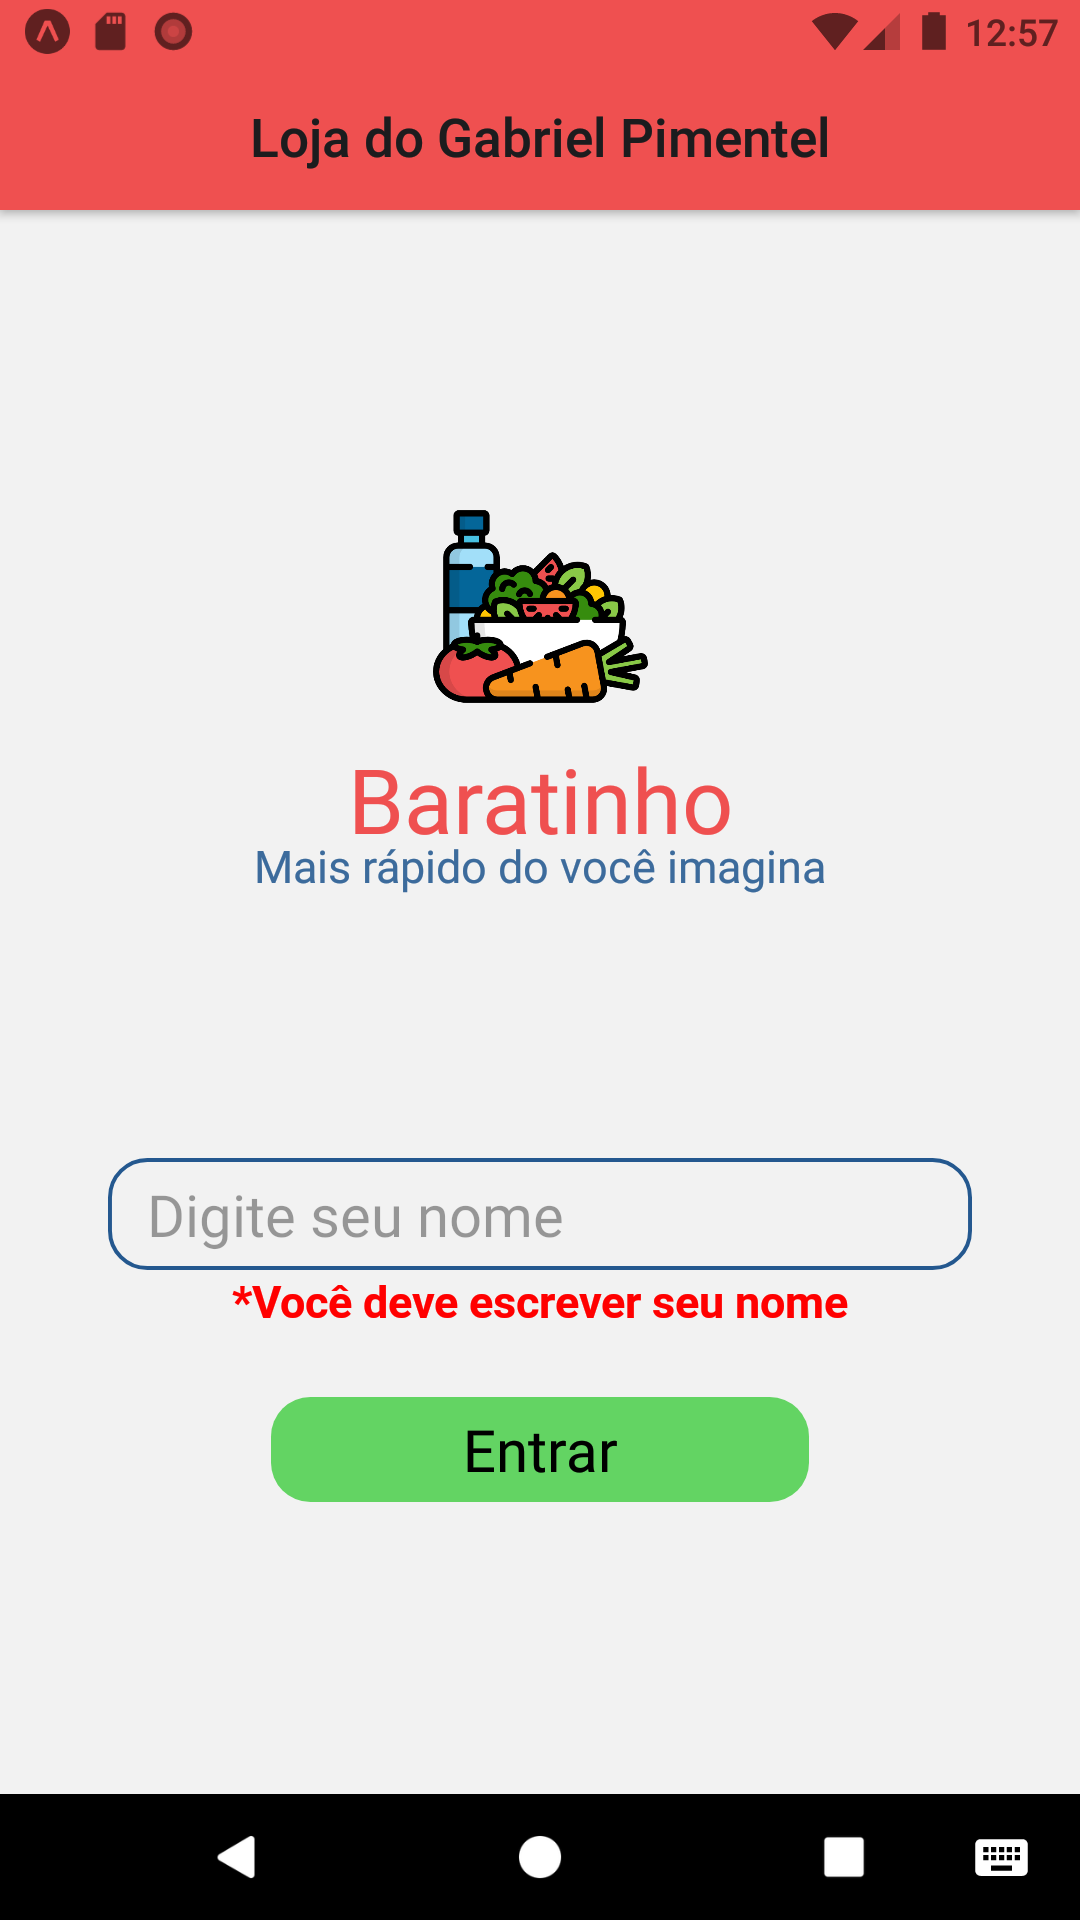 12:57
Loja do Gabriel Pimentel
Baratinho
Mais rápido do você imagina
Digite seu nome
*Você deve escrever seu nome
Entrar